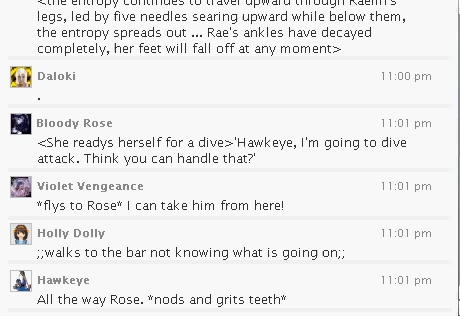 <the entropy continues to travel upward through Raelin's
legs, led by five needles searing upward while below them,
the entropy spreads out ... Rae's ankles have decayed
completely, her feet will fall off at any moment>
Daloki 11:00 pm
.
Bloody Rose 11:01 pm
<She readys herself for a dive>'Hawkeye, I'm going to dive
attack. Think you can handle that?'
Violet Vengeance 11:01 pm
*flys to Rose* I can take him from here!
Holly Dolly 11:01 pm
;;walks to the bar not knowing what is going on;;
Hawkeye 11:01 pm
All the way Rose. *nods and grits teeth*